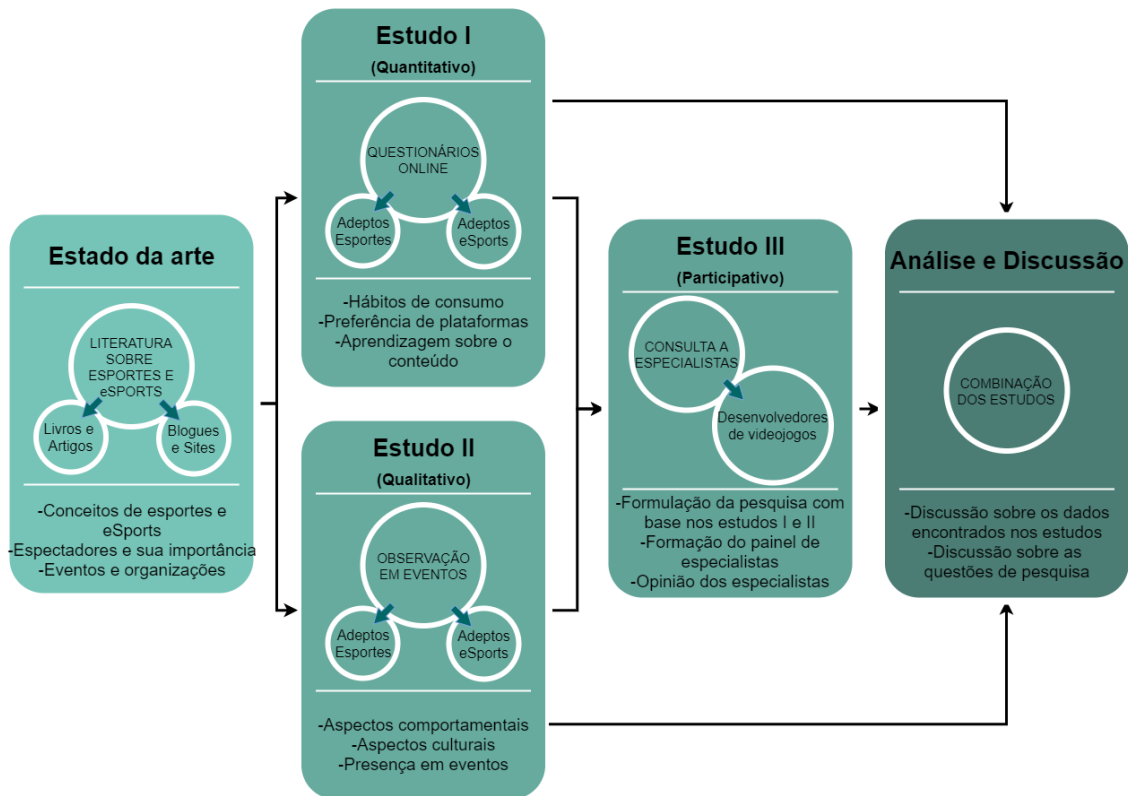 Estado da arte
LITERATURA
SOBRE
ESPORTES E
eSPORTS
Livros e
Artigos
Blogues
e Sites
-Conceitos de esportes e
eSports
-Espectadores e sua importância
-Eventos e organizações
Estudo I
(Quantitativo)
QUESTIONÁRIOS
ONLINE
Adeptos
Esportes
Adeptos
eSports
-Hábitos de consumo
-Preferência de plataformas
-Aprendizagem sobre o
conteúdo
Estudo II
(Qualitativo)
OBSERVAÇÃO
EM EVENTOS
Adeptos
Esportes
Adeptos
eSports
-Aspectos comportamentais
-Aspectos culturais
-Presença em eventos
Estudo III
(Participativo)
CONSULTA A
ESPECIALISTAS
Desenvolvedores
de videojogos
-Formulação da pesquisa com
base nos estudos I e II
-Formação do painel de
especialistas
-Opinião dos especialistas
Análise e Discussão
COMBINAÇÃO
DOS ESTUDOS
-Discussão sobre os dados
encontrados nos estudos
-Discussão sobre as
questões de pesquisa